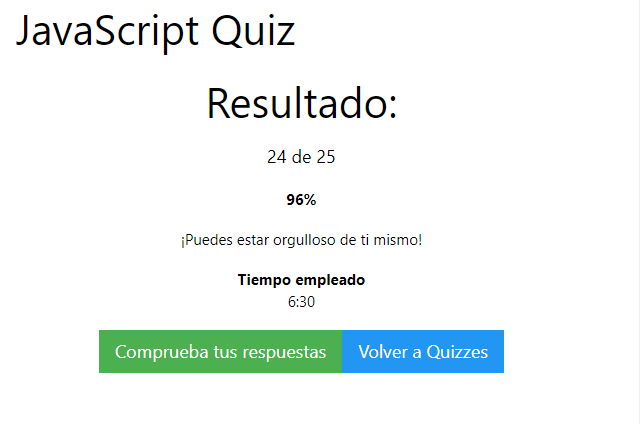 JavaScript Quiz
Resultado:
24 de 25
96%
¡Puedes estar orgulloso de ti mismo!
Tiempo empleado
6:30
Comprueba tus respuestas
Volver a Quizzes